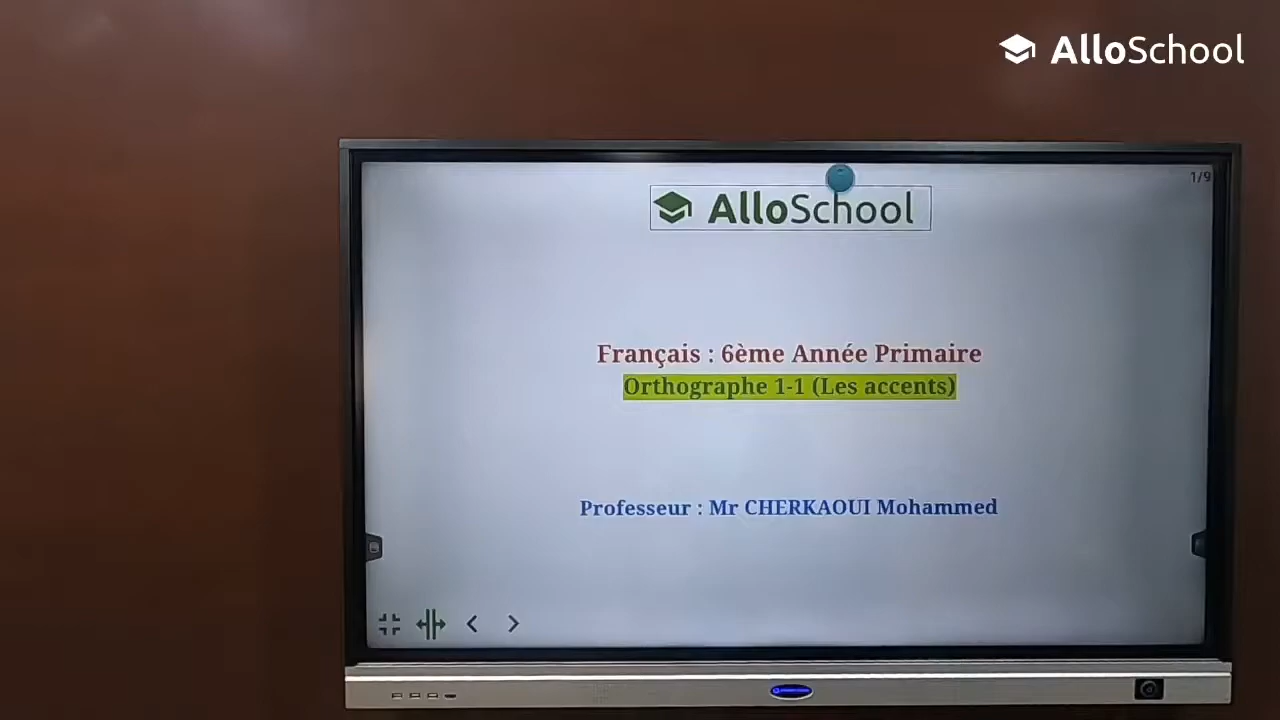 AlloSchool
1/9
AlloSchool
Français : 6ème Année Primaire
Orthographe 1-1 (Les accents)
Professeur : Mr CHERKAOUI Mohammed